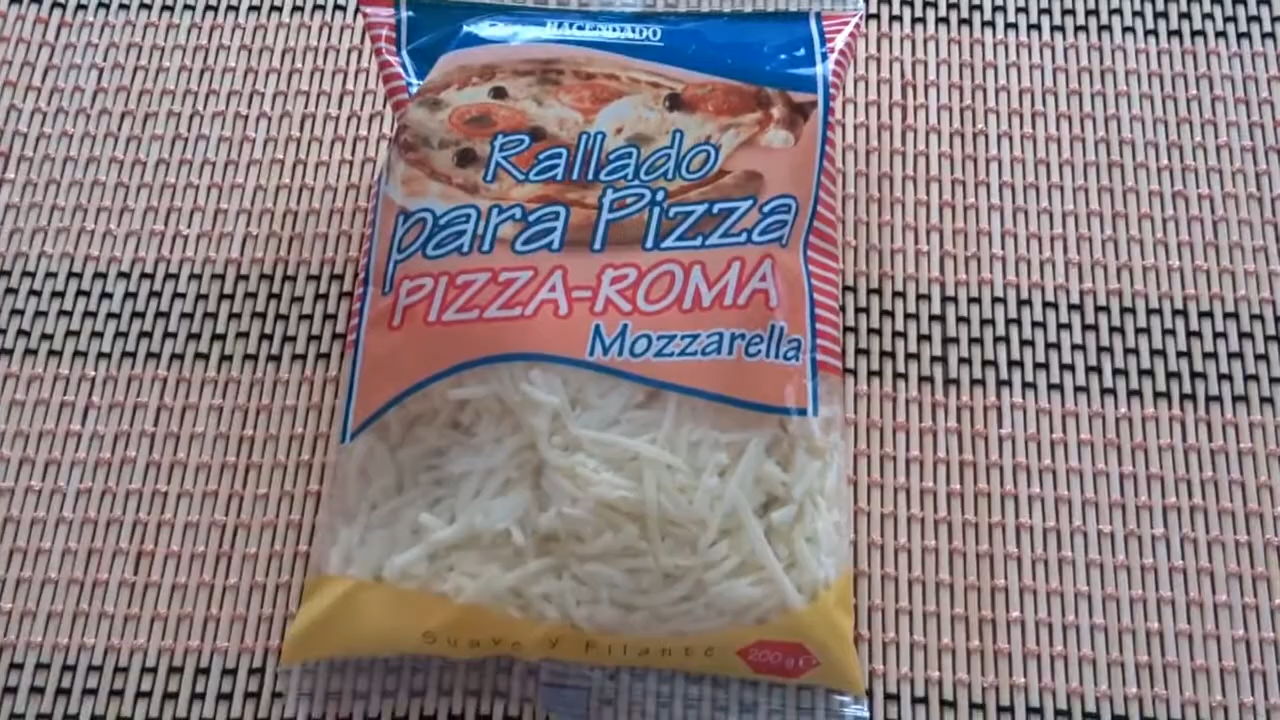 HACENDADO
Rallado
para Pizza
PIZZA-ROMA
Mozzarella
Suave y Filante
200 g e